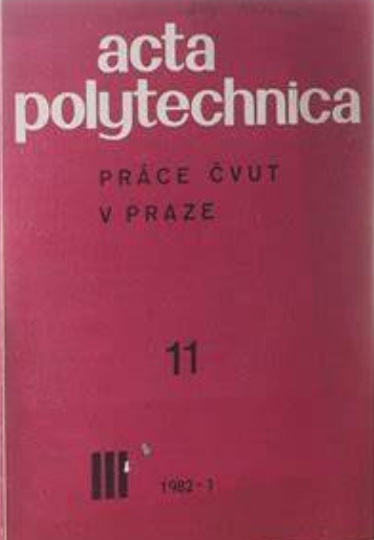 acta
polytechnica
PRÁCE ČVUT
V PRAZE
11
III 1982-1